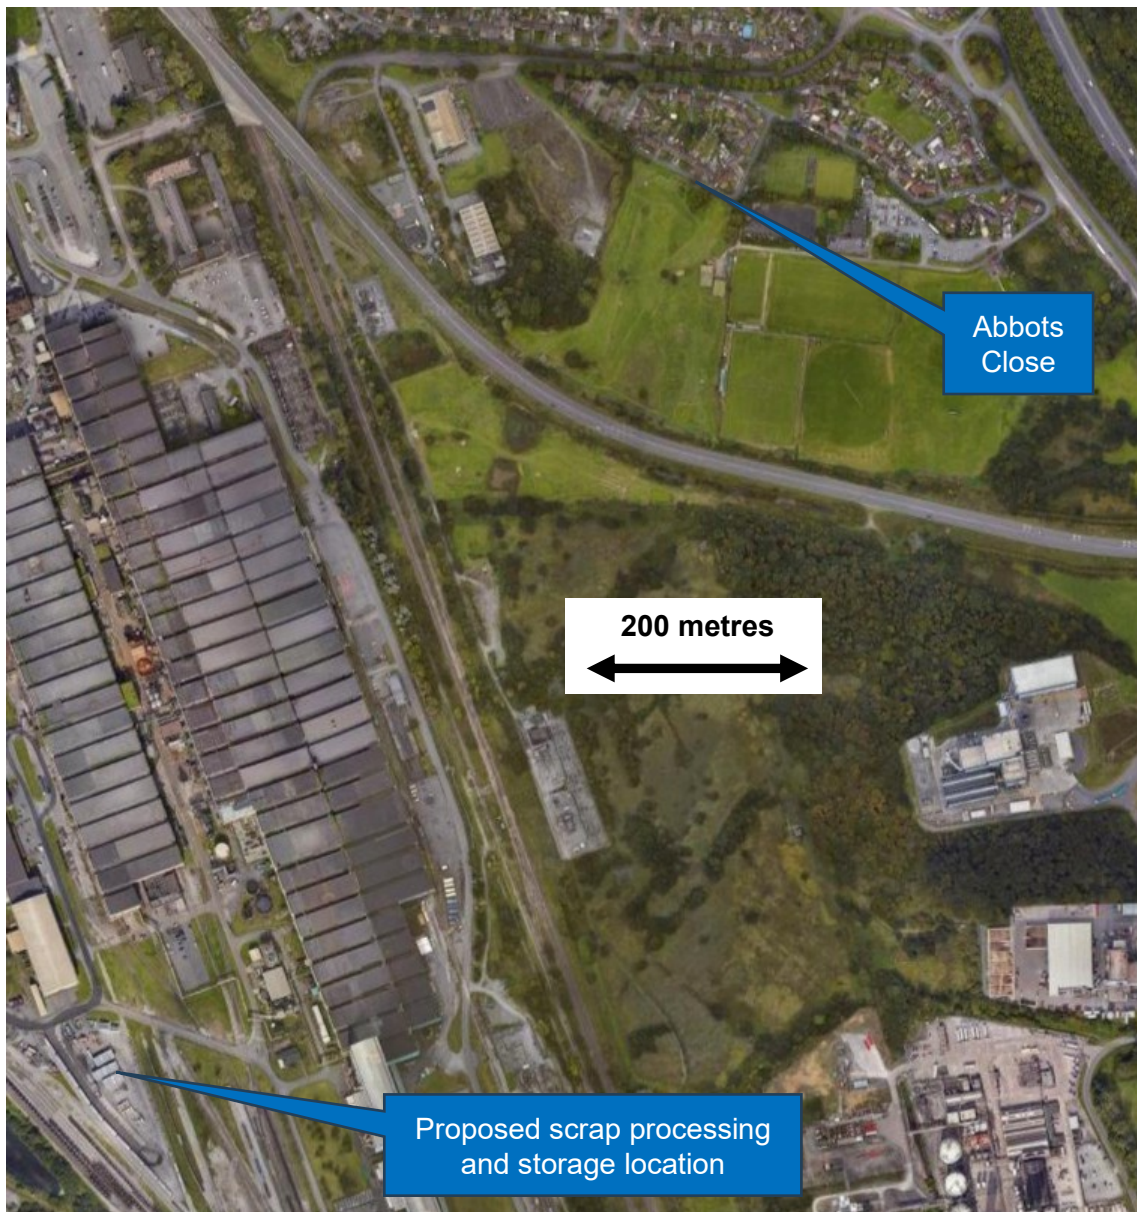 Abbots
Close
200 metres
Proposed scrap processing
and storage location